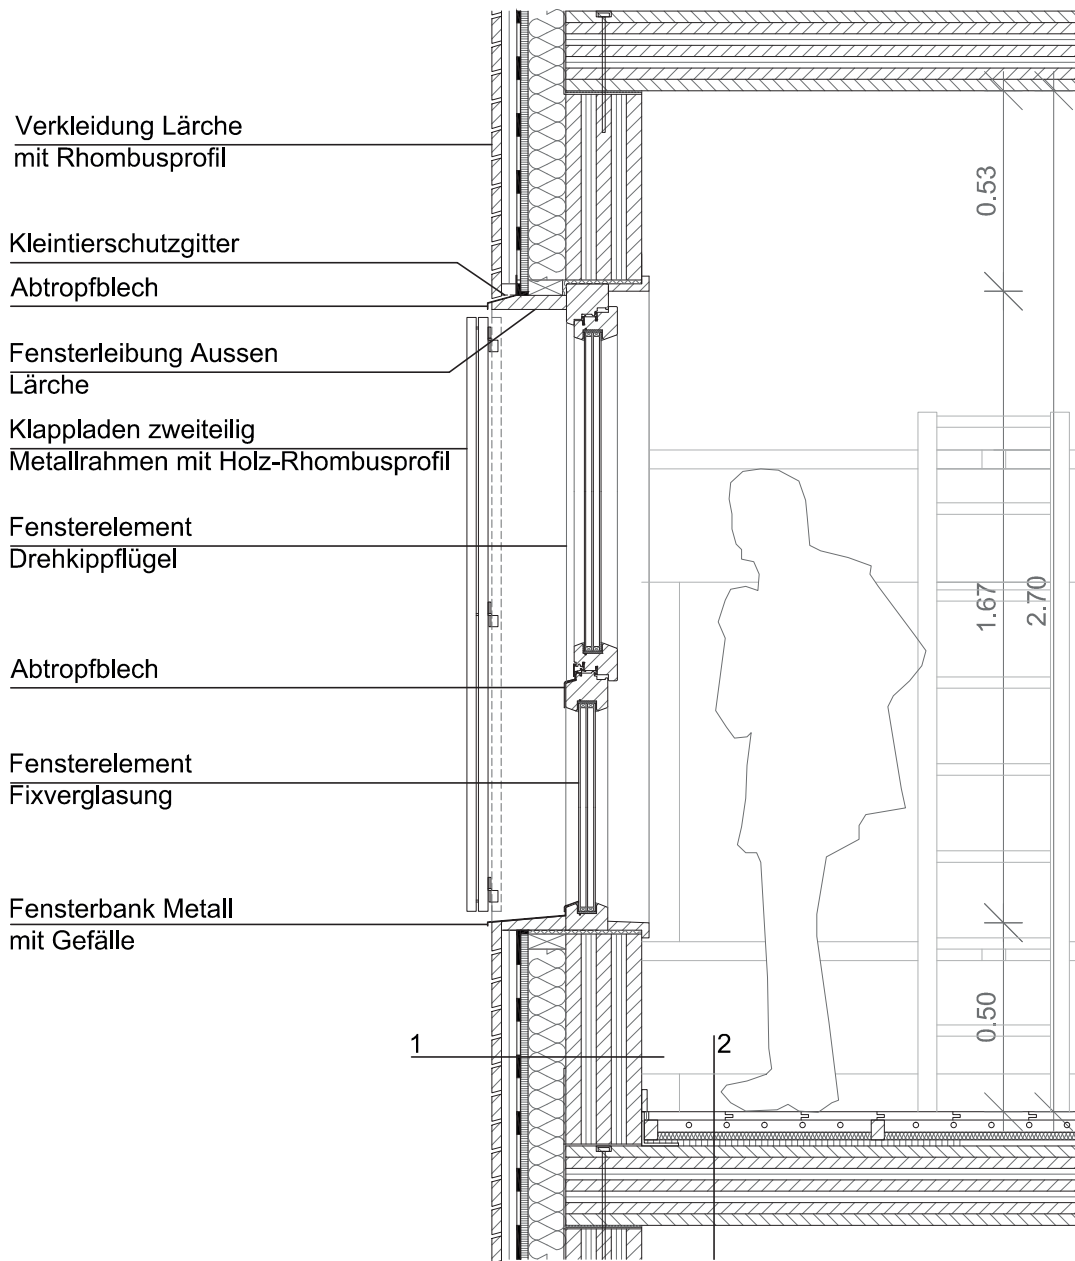 Verkleidung Lärche
mit Rhombusprofil
Kleintierschutzgitter
Abtropfblech
Fensterleibung Aussen
Lärche
Klappladen zweiteilig
Metallrahmen mit Holz-Rhombusprofil
Fensterelement
Drehkippflügel
Abtropfblech
Fensterelement
Fixverglasung
Fensterbank Metall
mit Gefälle
1
2
0.53
1.67
2.70
0.50